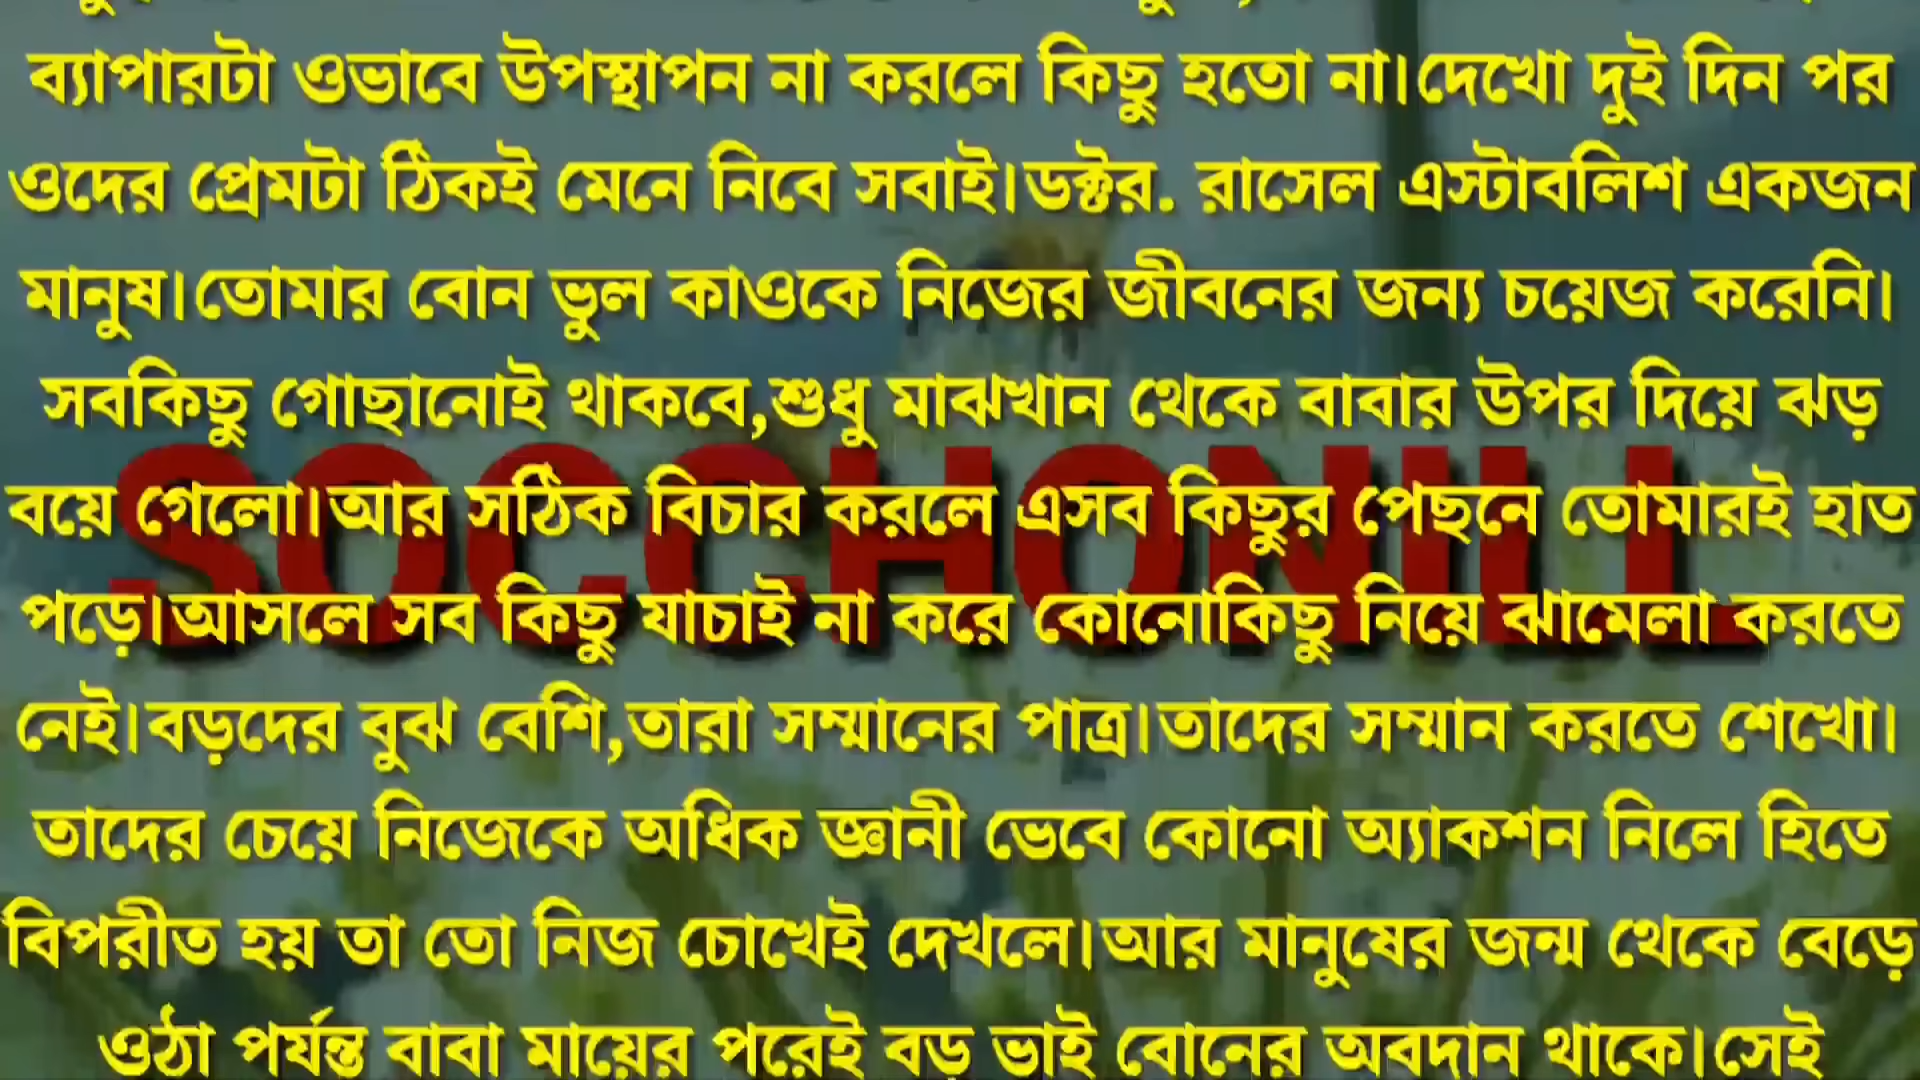 ব্যাপারটা ওভাবে উপস্থাপন না করলে কিছু হতো না।দেখো দুই দিন পর
ওদের প্রেমটা ঠিকই মেনে নিবে সবাই।ডক্টর. রাসেল এস্টাবলিশ একজন
মানুষ।তোমার বোন ভুল কাওকে নিজের জীবনের জন্য চয়েজ করেনি।
সবকিছু গোছানোই থাকবে,শুধু মাঝখান থেকে বাবার উপর দিয়ে ঝড়
বয়ে গেলো।আর সঠিক বিচার করলে এসব কিছুর পেছনে তোমারই হাত
SOCCHONILL
পড়ে।আসলে সব কিছু যাচাই না করে কোনোকিছু নিয়ে ঝামেলা করতে
নেই।বড়দের বুঝ বেশি,তারা সম্মানের পাত্র।তাদের সম্মান করতে শেখো।
তাদের চেয়ে নিজেকে অধিক জ্ঞানী ভেবে কোনো অ্যাকশন নিলে হিতে
বিপরীত হয় তা তো নিজ চোখেই দেখলে।আর মানুষের জন্ম থেকে বেড়ে
ওঠা পর্যন্ত বাবা মায়ের পরেই বড় ভাই বোনের অবদান থাকে।সেই